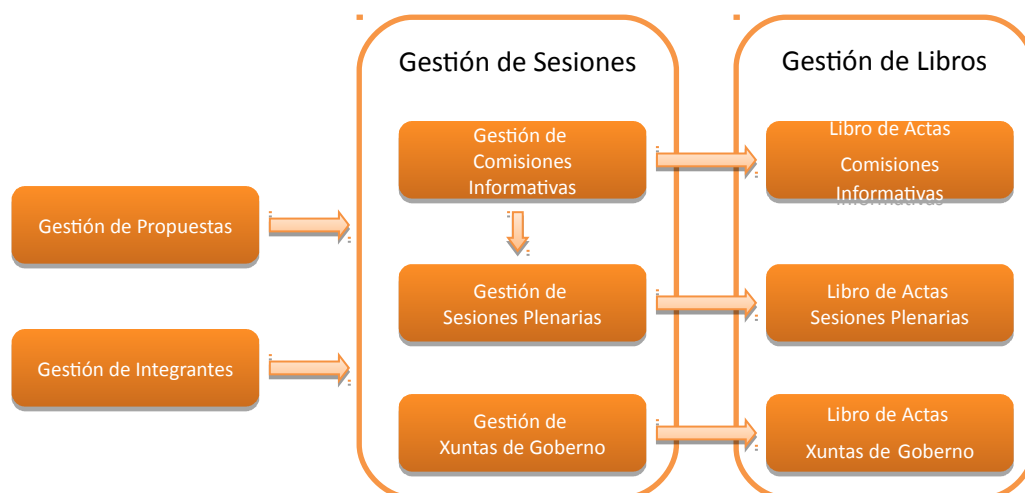 Gestión de Propuestas
Gestión de Integrantes
Gestión de Sesiones
Gestión de
Comisiones
Informativas
Gestión de
Sesiones Plenarias
Gestión de
Xuntas de Goberno
Gestión de Libros
Libro de Actas
Comisiones
Informativas
Libro de Actas
Sesiones Plenarias
Libro de Actas
Xuntas de Goberno